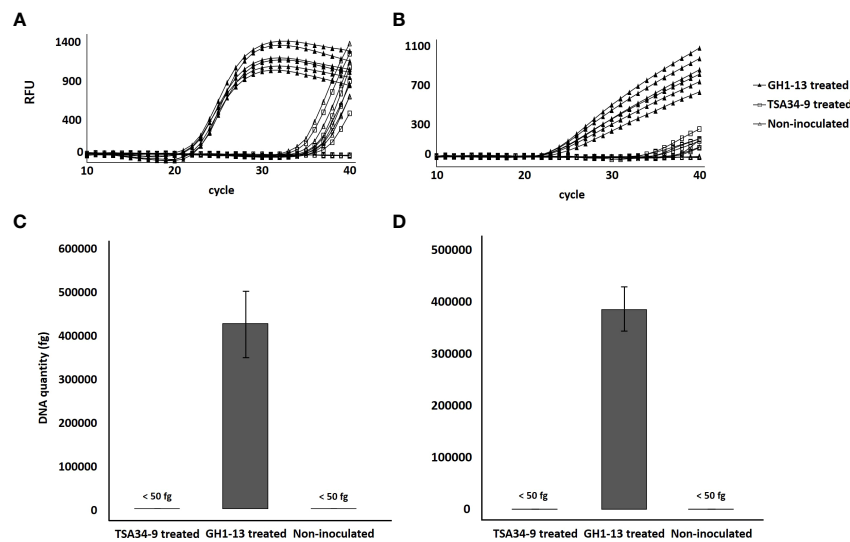 A
RFU
1400
900
400
0
10
20
30
40
cycle
B
1100
700
300
0
10
20
30
40
cycle
GH1-13 treated
TSA34-9 treated
Non-inoculated
C
DNA quantity (fg)
600000
500000
400000
300000
200000
100000
0
< 50 fg
< 50 fg
TSA34-9 treated GH1-13 treated Non-inoculated
D
500000
400000
300000
200000
100000
0
< 50 fg
< 50 fg
TSA34-9 treated GH1-13 treated Non-inoculated